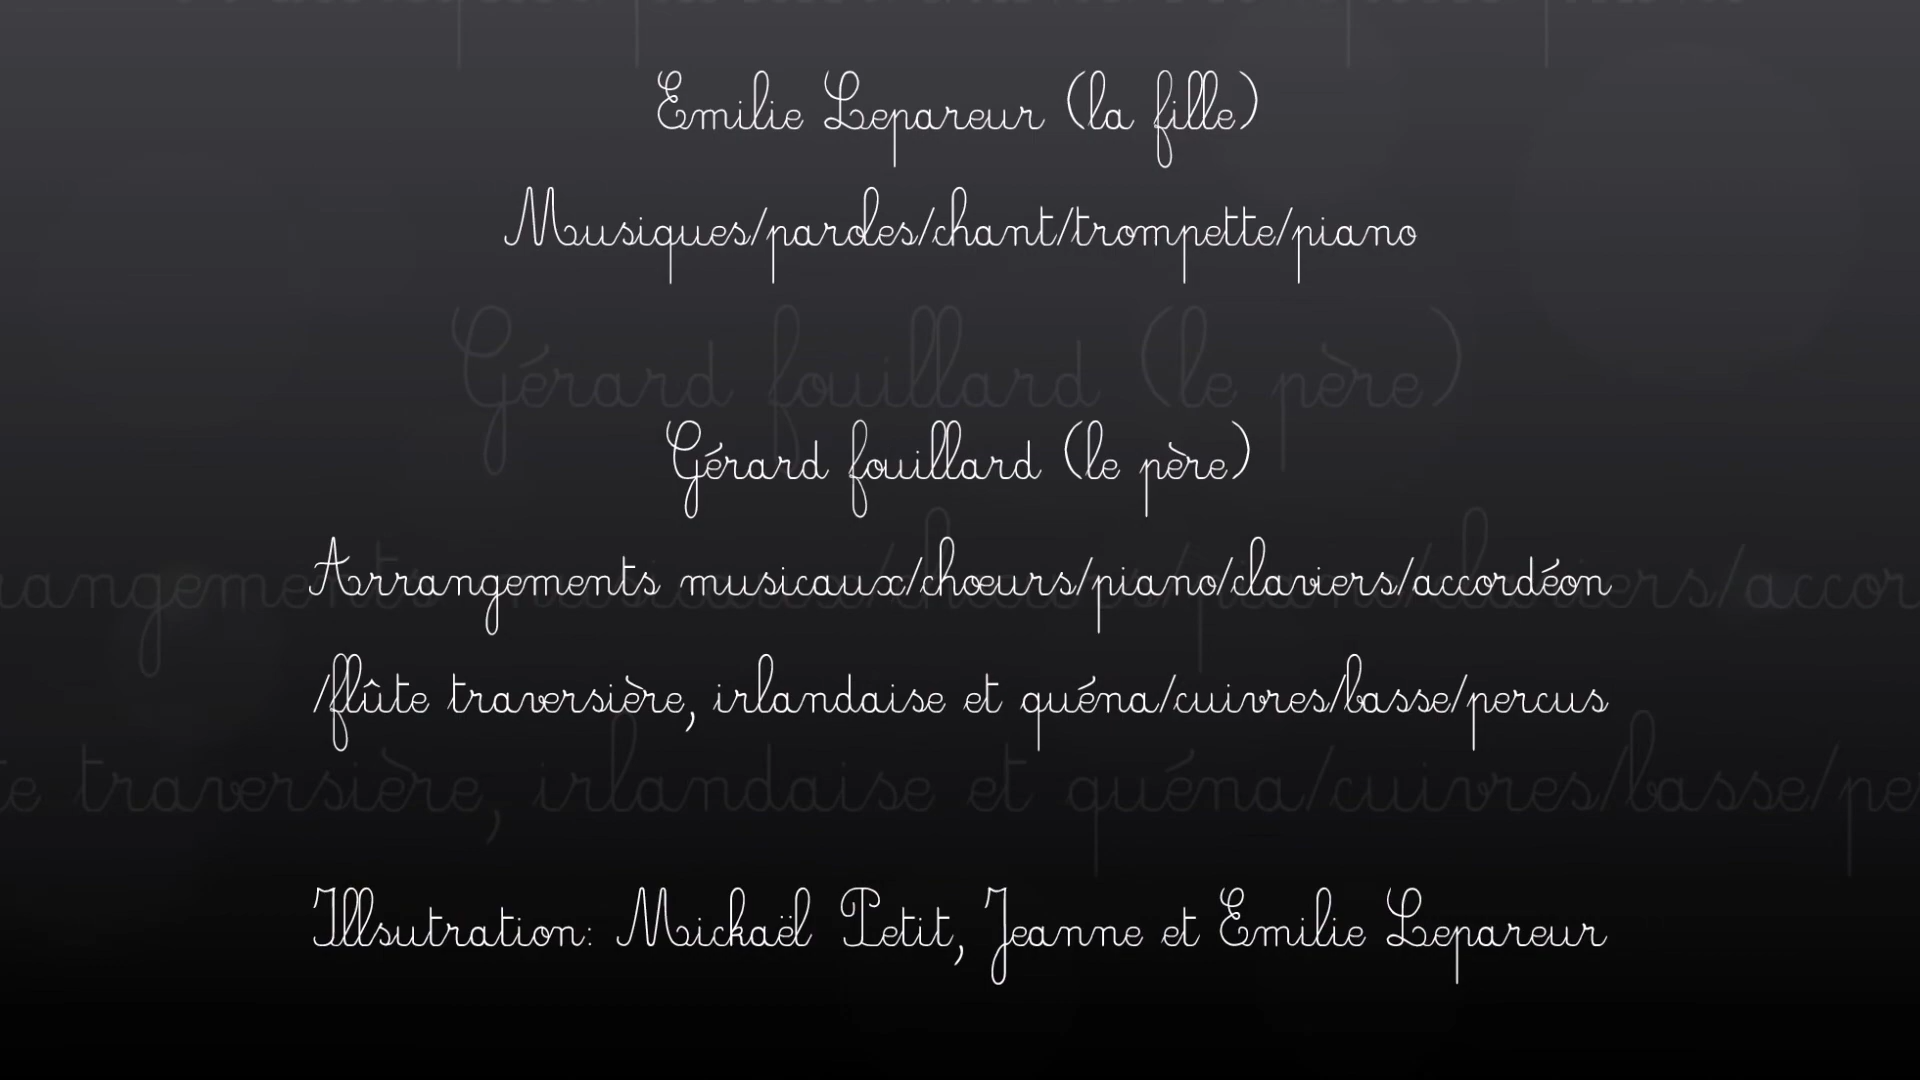 Emilie Lepareur (la fille)
Musiques/paroles/chant/trompette/piano
Gérard fouillard (le père)
Arrangements musicaux/chœurs/piano/claviers/accordéon
/flûte traversière, irlandaise et quéna/cuivres/basse/percus
Illsutration: Mickaël Petit, Jeanne et Emilie Lepareur